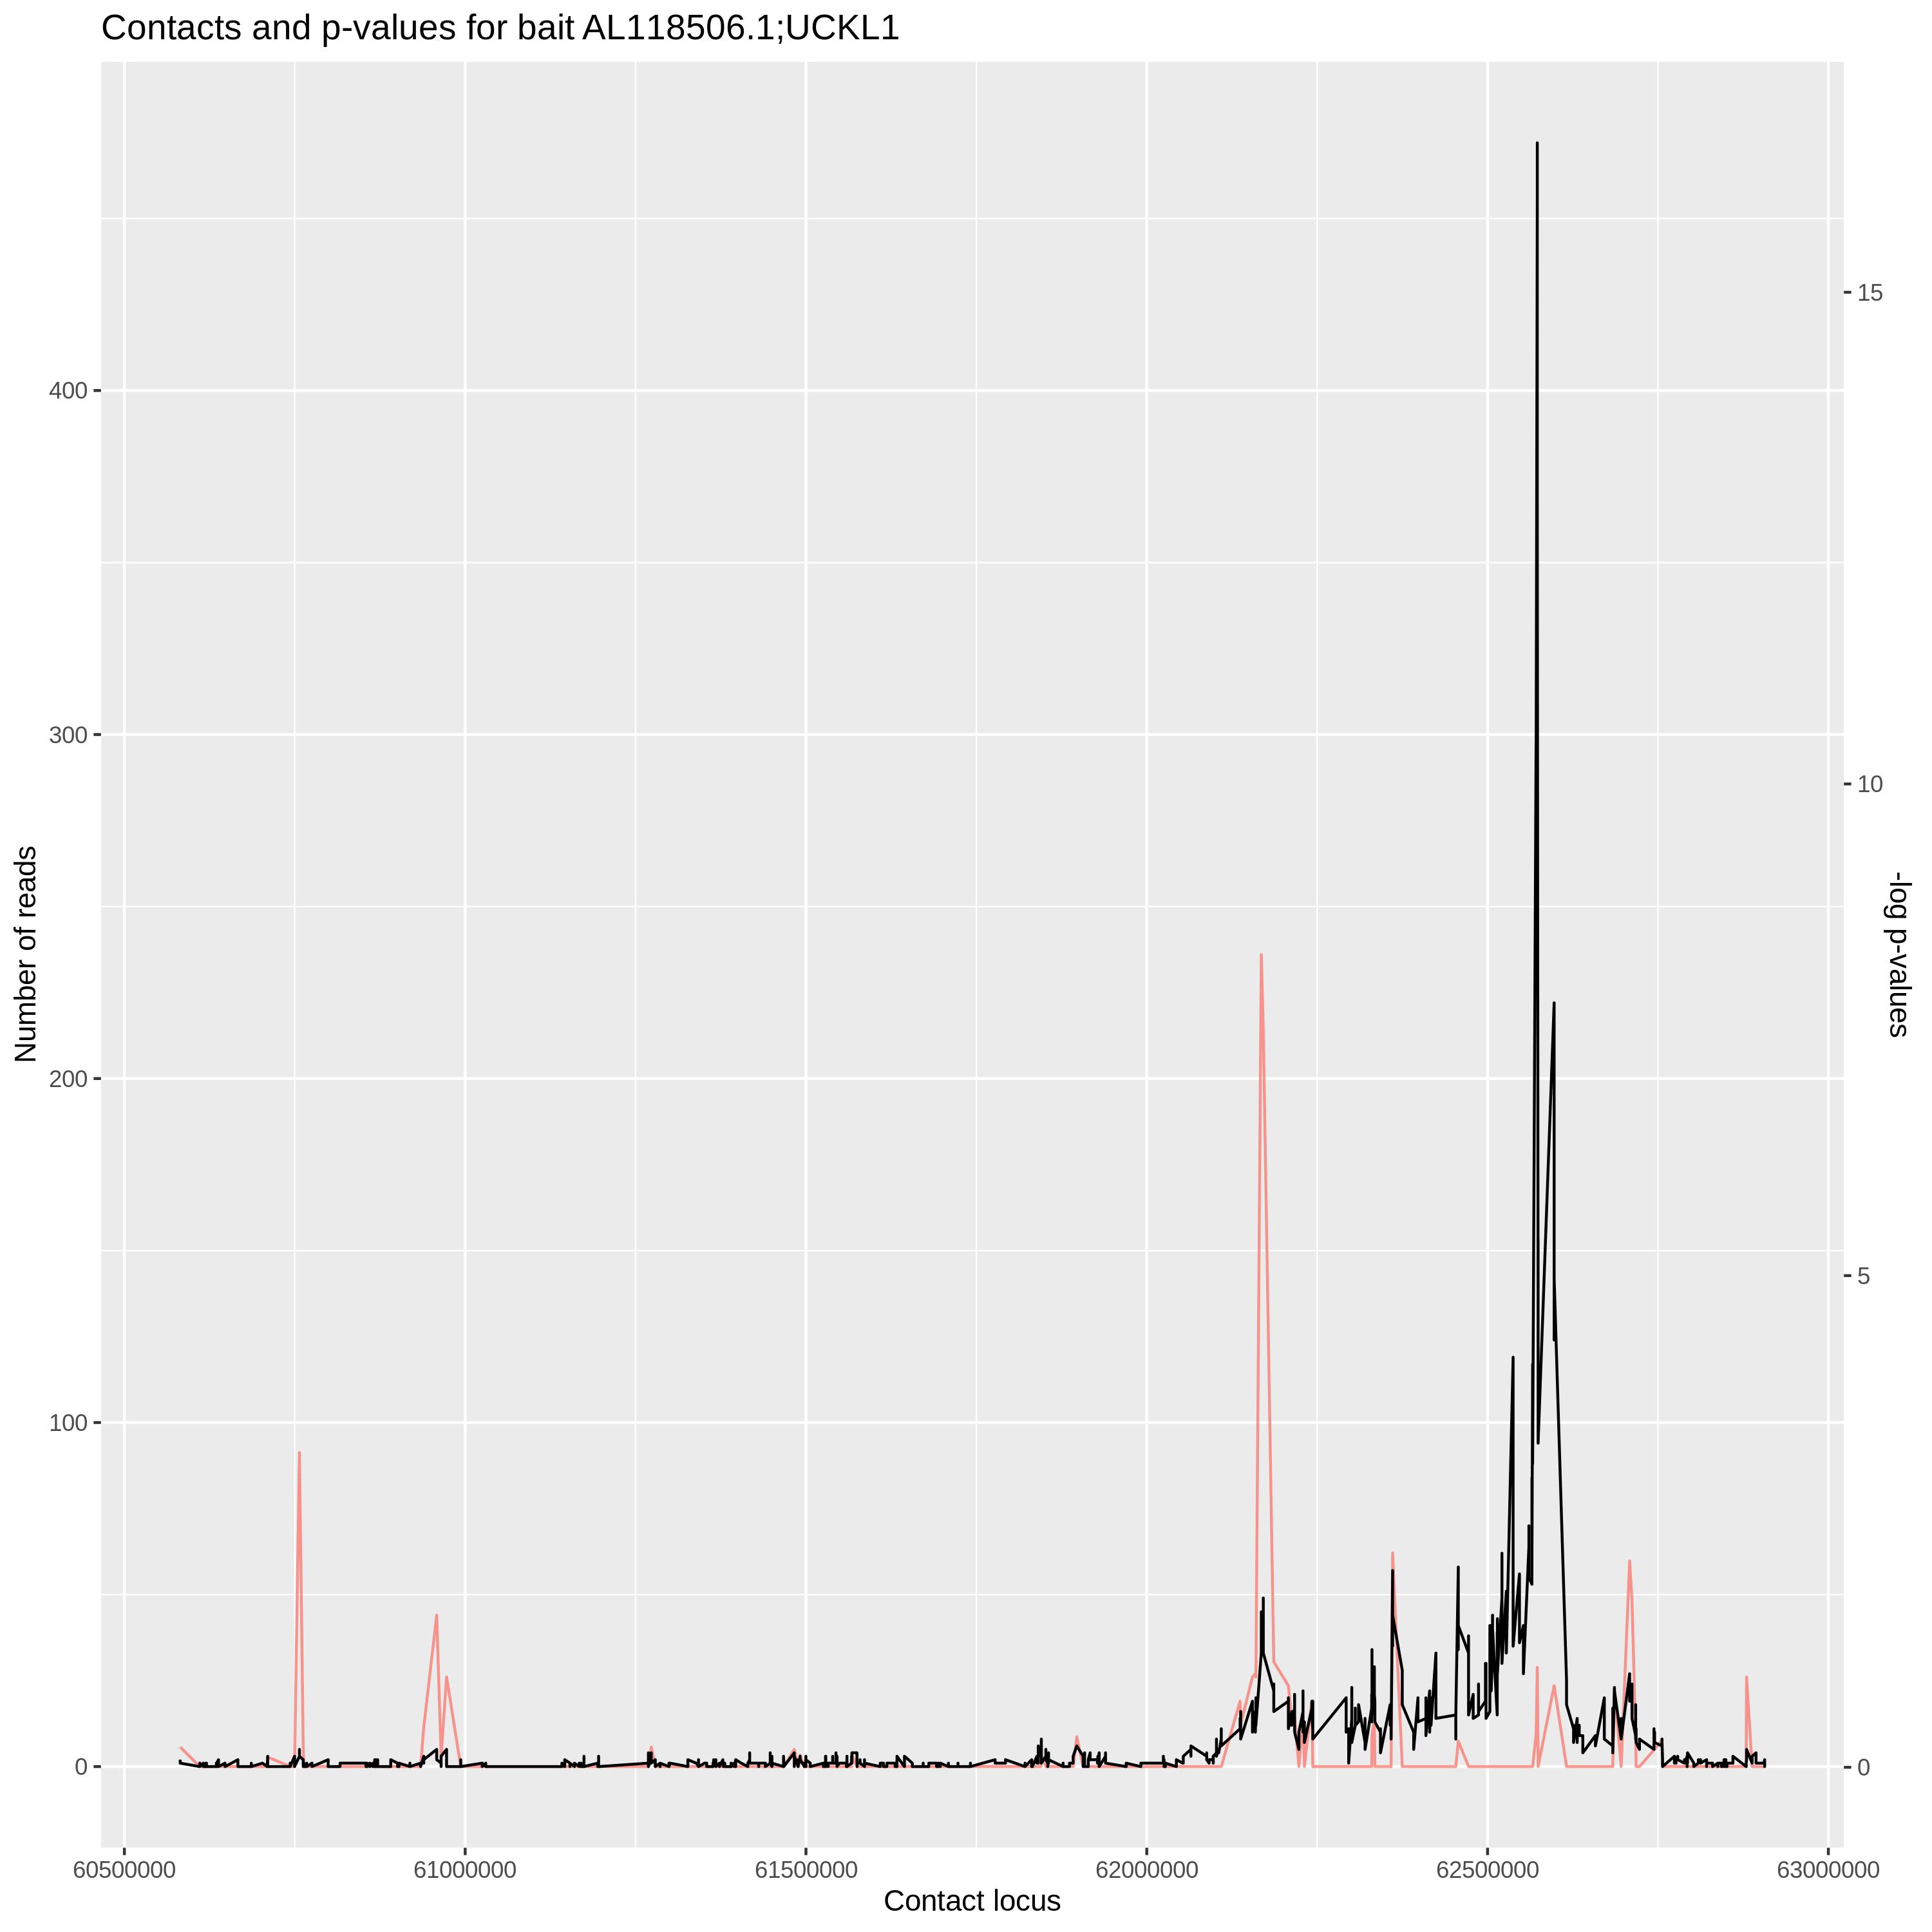 Contacts and p-values for bait AL118506.1;UCKL1
400
300
200
100
0
Number of reads
15
10
5
0
-log p-values
60500000 61000000 61500000 62000000 62500000 63000000
Contact locus